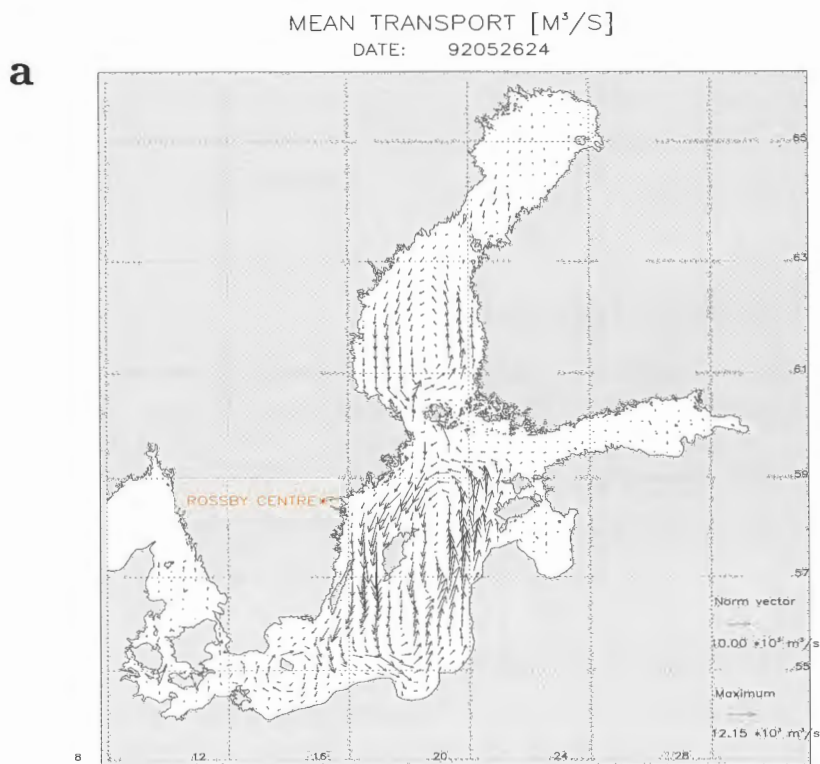 MEAN TRANSPORT [M³/S]
DATE: 92052624
a
65
63
61
59
ROSSBY CENTRE
57
Norm vector
10.00 *10³ m³/s
55
Maximum
12.15 *10³ m³/s
8 12 16 20 24 28